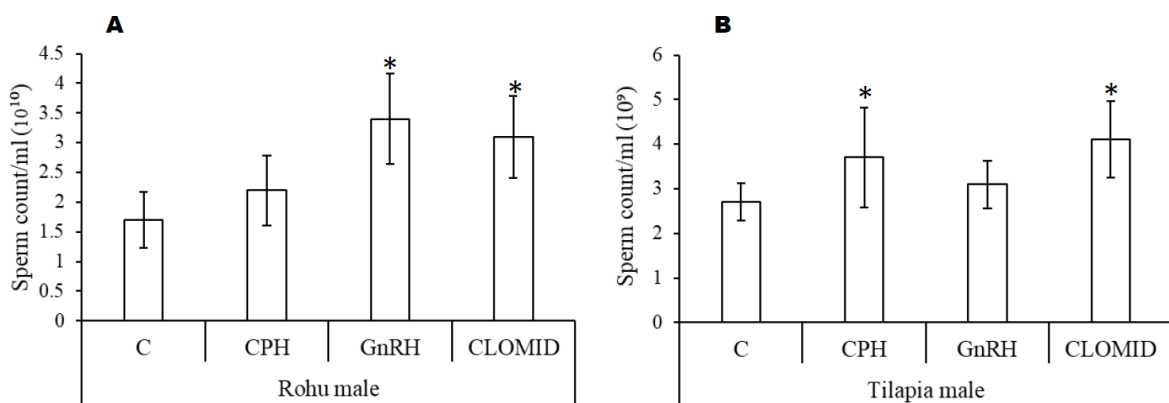 A
Sperm count/ml (10¹⁰)
4.5
4
3.5
3
2.5
2
1.5
1
0.5
0
*
*
C CPH GnRH CLOMID
Rohu male
B
Sperm count/ml (10⁹)
6
5
4
3
2
1
0
*
*
C CPH GnRH CLOMID
Tilapia male